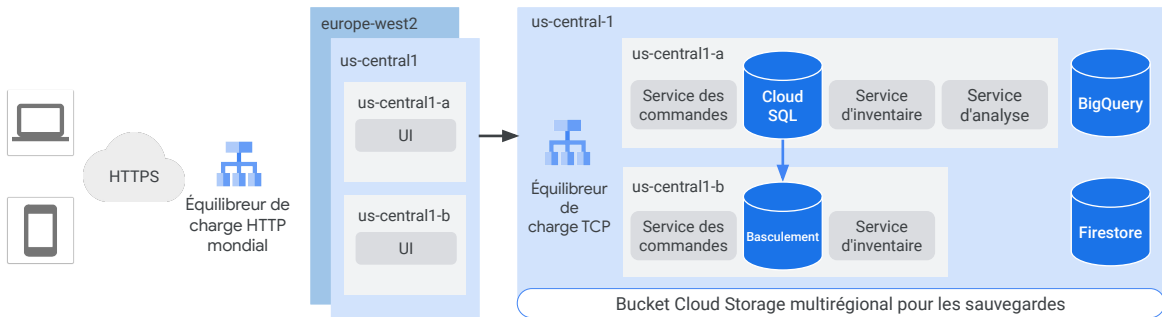 HTTPS
Équilibreur de
charge HTTP
mondial
europe-west2
us-central1
us-central1-a
UI
us-central1-b
UI
us-central-1
Équilibreur
de
charge TCP
us-central1-a
Service des
commandes
Cloud
SQL
Service
d'inventaire
Service
d'analyse
us-central1-b
Service des
commandes
Basculement
Service
d'inventaire
BigQuery
Firestore
Bucket Cloud Storage multirégional pour les sauvegardes